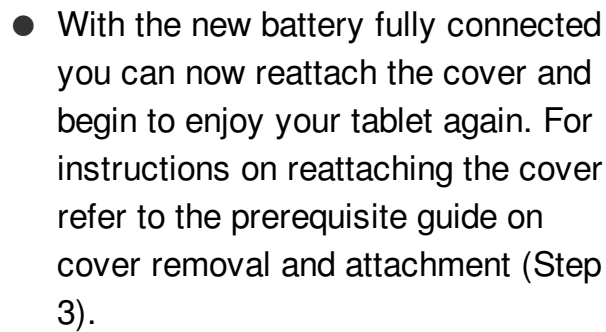 ● With the new battery fully connected
you can now reattach the cover and
begin to enjoy your tablet again. For
instructions on reattaching the cover
refer to the prerequisite guide on
cover removal and attachment (Step
3).